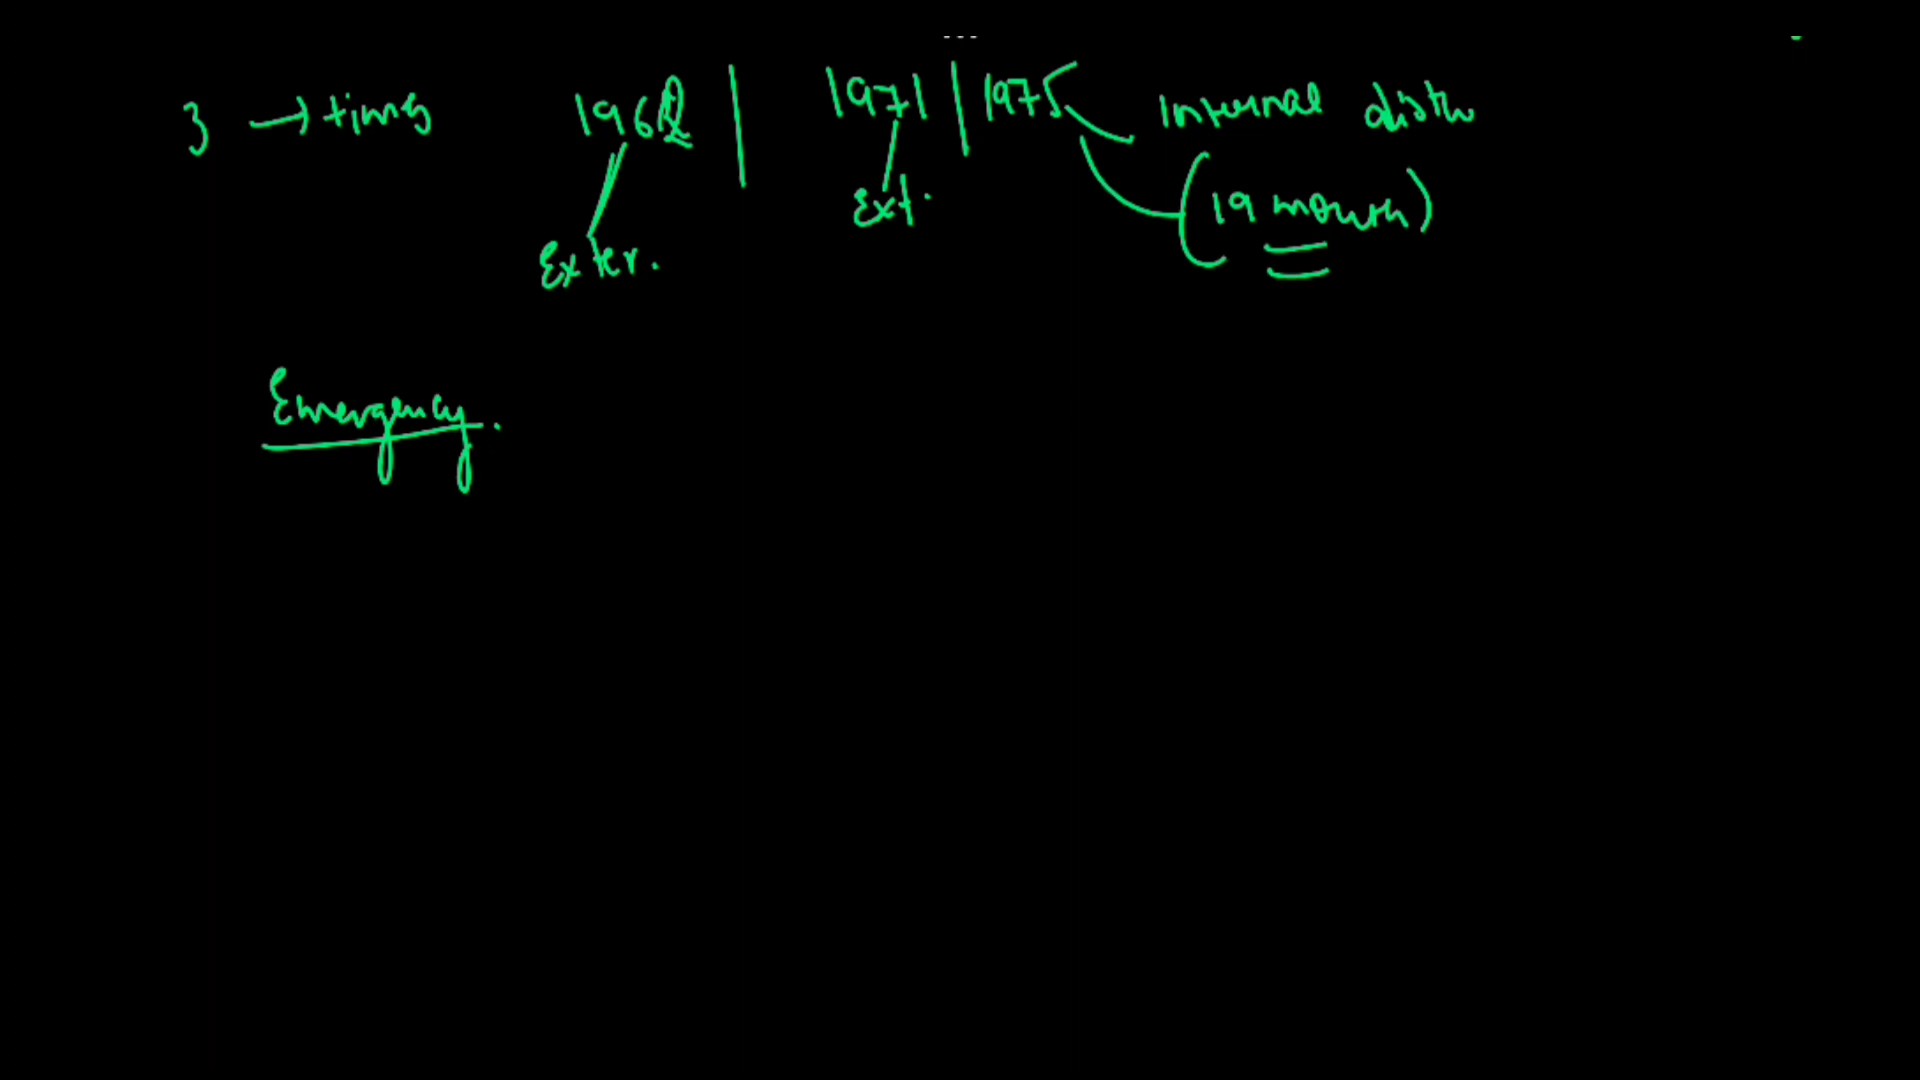 3 → times 1962 | 1971 | 1975 Internal distu
Exter. Ext. (19 month)
Emergency.